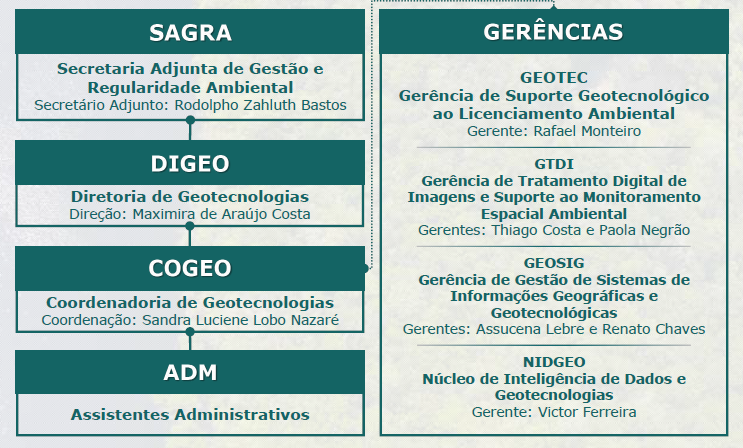 SAGRA
Secretaria Adjunta de Gestão e
Regularidade Ambiental
Secretário Adjunto: Rodolpho Zahluth Bastos
DIGEO
Diretoria de Geotecnologias
Direção: Maximira de Araújo Costa
COGEO
Coordenadoria de Geotecnologias
Coordenação: Sandra Luciene Lobo Nazaré
ADM
Assistentes Administrativos
GERÊNCIAS
GEOTEC
Gerência de Suporte Geotecnológico
ao Licenciamento Ambiental
Gerente: Rafael Monteiro
GTDI
Gerência de Tratamento Digital de
Imagens e Suporte ao Monitoramento
Espacial Ambiental
Gerentes: Thiago Costa e Paola Negrão
GEOSIG
Gerência de Gestão de Sistemas de
Informações Geográficas e
Geotecnológicas
Gerentes: Assucena Lebre e Renato Chaves
NIDGEO
Núcleo de Inteligência de Dados e
Geotecnologias
Gerente: Victor Ferreira